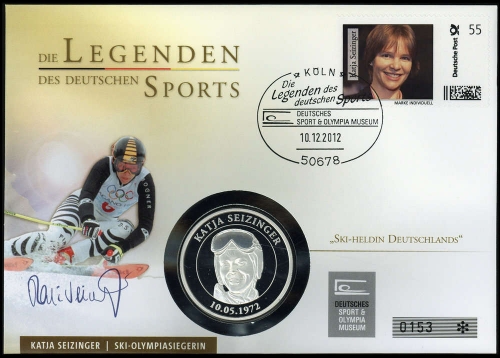 DIE LEGENDEN
DES DEUTSCHEN SPORTS
Katja Seizinger
MARKE INDIVIDUELL
Deutsche Post
55
KÖLN
Die
Legenden des
deutschen Sports
DEUTSCHES
SPORT & OLYMPIA MUSEUM
10.12.2012
50678
BOGNER
KATJA SEIZINGER
10.05.1972
„SKI-HELDIN DEUTSCHLANDS“
DEUTSCHES
SPORT &
OLYMPIA
MUSEUM
0153
KATJA SEIZINGER | SKI-OLYMPIASIEGERIN